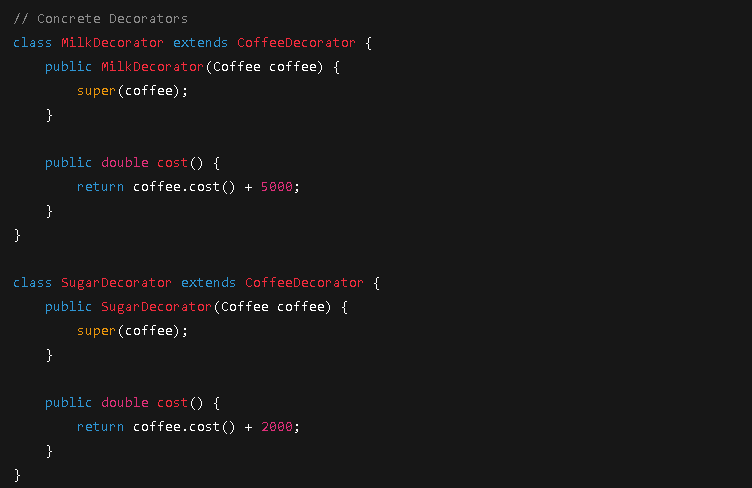 // Concrete Decorators
class MilkDecorator extends CoffeeDecorator {
    public MilkDecorator(Coffee coffee) {
        super(coffee);
    }

    public double cost() {
        return coffee.cost() + 5000;
    }
}

class SugarDecorator extends CoffeeDecorator {
    public SugarDecorator(Coffee coffee) {
        super(coffee);
    }

    public double cost() {
        return coffee.cost() + 2000;
    }
}